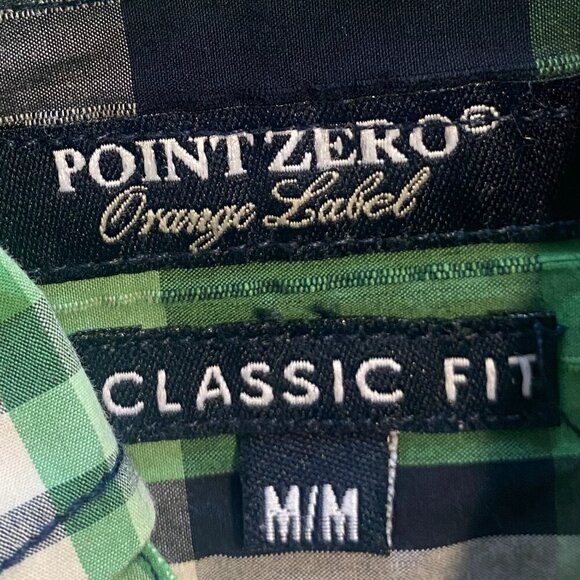 POINT ZERO®
Orange Label
CLASSIC FIT
M/M